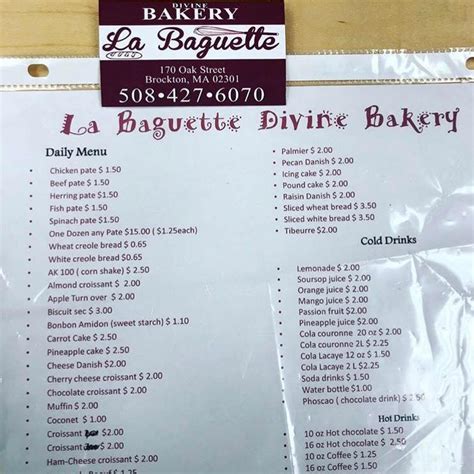 DIVINE
BAKERY
La Baguette
170 Oak Street
Brockton, MA 02301
508•427•6070
La Baguette Divine Bakery
Daily Menu
• Chicken pate $ 1.50
• Beef pate $ 1.50
• Herring pate $1.50
• Fish pate $ 1.50
• Spinach pate $1.50
• One Dozen any Pate $15.00 ( $1.25each)
• Wheat creole bread $ 0.65
• White creole bread $0.65
• AK 100 ( corn shake) $ 2.50
• Almond croissant $ 2.00
• Apple Turn over $ 2.00
• Biscuit sec $ 3.00
• Bonbon Amidon (sweet starch) $ 1.10
• Carrot Cake $ 2.50
• Pineapple cake $ 2.50
• Cheese Danish $2.00
• Cherry cheese croissant $ 2.00
• Chocolate croissant $ 2.00
• Muffin $ 2.00
• Coconet $ 1.00
• Croissant $ 2.00
• Croissant $ 2.00
• Ham-Cheese croissant $ 2.00
$ 1.25
• Palmier $ 2.00
• Pecan Danish $ 2.00
• Icing cake $ 2.00
• Pound cake $ 2.00
• Raisin Danish $ 2.00
• Sliced wheat bread $ 3.50
• Sliced white bread $ 3.50
• Tibeurre $2.00
Cold Drinks
• Lemonade $ 2.00
• Soursop juice $ 2.00
• Orange juice $ 2.00
• Mango juice $ 2.00
• Passion fruit $2.00
• Pineapple juice $2.00
• Cola couronne 20 oz $ 2.00
• Cola couronne 2L $ 2.25
• Cola Lacaye 12 oz $ 1.50
• Cola Lacaye 2L $ 2.25
• Soda drinks $ 1.50
• Water bottle $1.00
• Phoscao ( chocolate drink) $ 2.50
Hot Drinks
• 10 oz Hot chocolate $ 1.50
• 16 oz Hot chocolate $ 2.50
• 10 oz Coffee $ 1.25
• 16 oz Coffee $